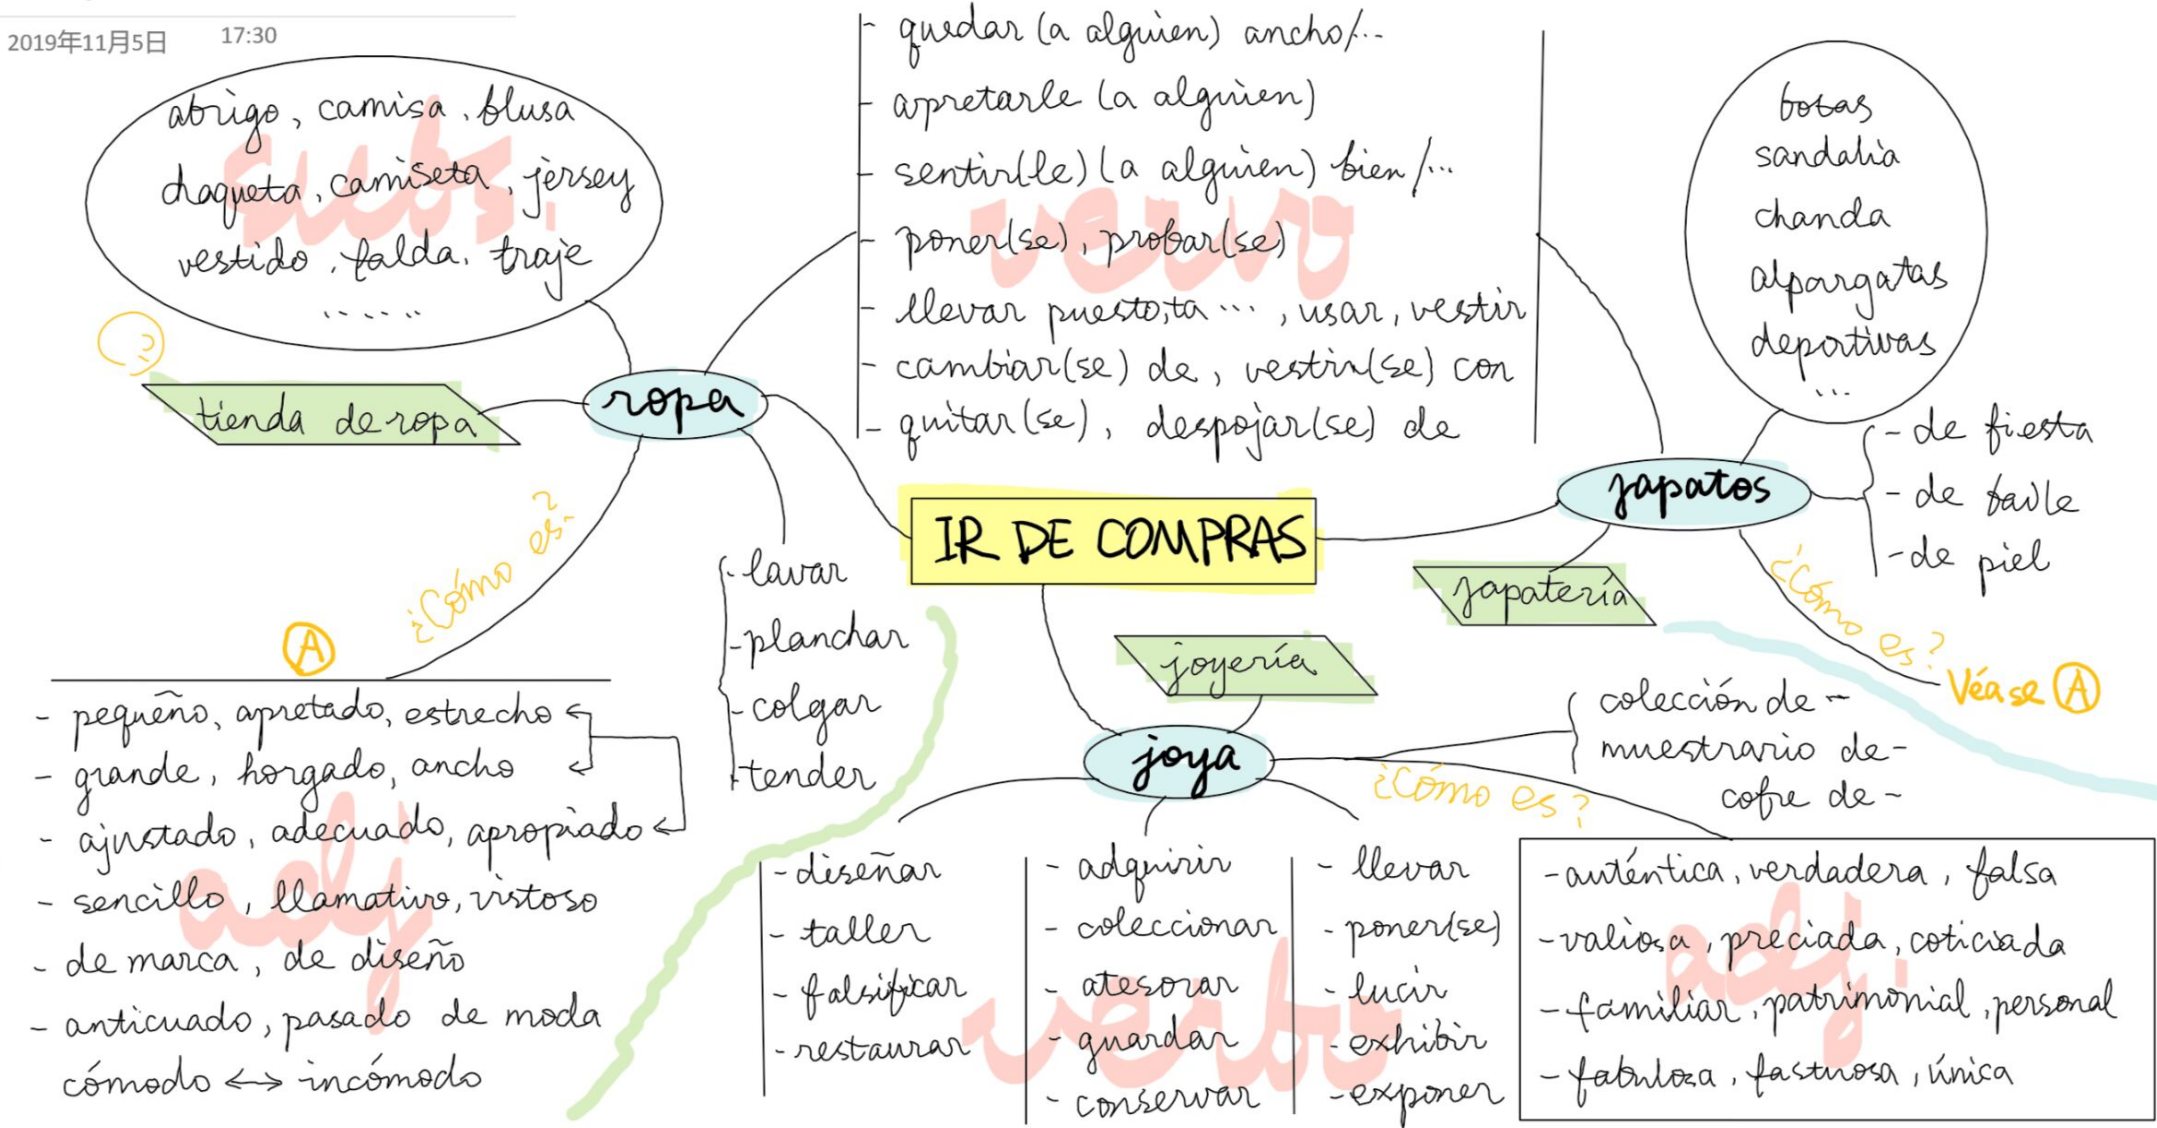 2019年11月5日 17:30
abrigo, camisa, blusa
chaqueta, camiseta, jersey
vestido, falda, traje
......
subs.
tienda de ropa
ropa
- quedar (a alguien) ancho/...
- apretarle (a alguien)
- sentir(le) (a alguien) bien/...
- poner(se), probar(se)
- llevar puesto,ta ..., usar, vestir
- cambiar(se) de, vestir(se) con
- quitar(se), despojar(se) de
verbo
botas
sandalia
chanda
alpargatas
deportivas
...
zapatos
- de fiesta
- de baile
- de piel
zapatería
¿Cómo es?
Véase A
IR DE COMPRAS
- lavar
- planchar
- colgar
- tender
¿Cómo es?
A
- pequeño, apretado, estrecho
- grande, horgado, ancho
- ajustado, adecuado, apropiado
- sencillo, llamativo, vistoso
- de marca, de diseño
- anticuado, pasado de moda
cómodo <-> incómodo
adj
joyería
joya
colección de -
muestrario de -
cofre de -
¿Cómo es?
- diseñar
- taller
- falsificar
- restaurar
- adquirir
- coleccionar
- atesorar
- guardar
- conservar
- llevar
- poner(se)
- lucir
- exhibir
- exponer
verbo
- auténtica, verdadera, falsa
- valiosa, preciada, coticiada
- familiar, patrimonial, personal
- fabuloza, fastuosa, única
adj.